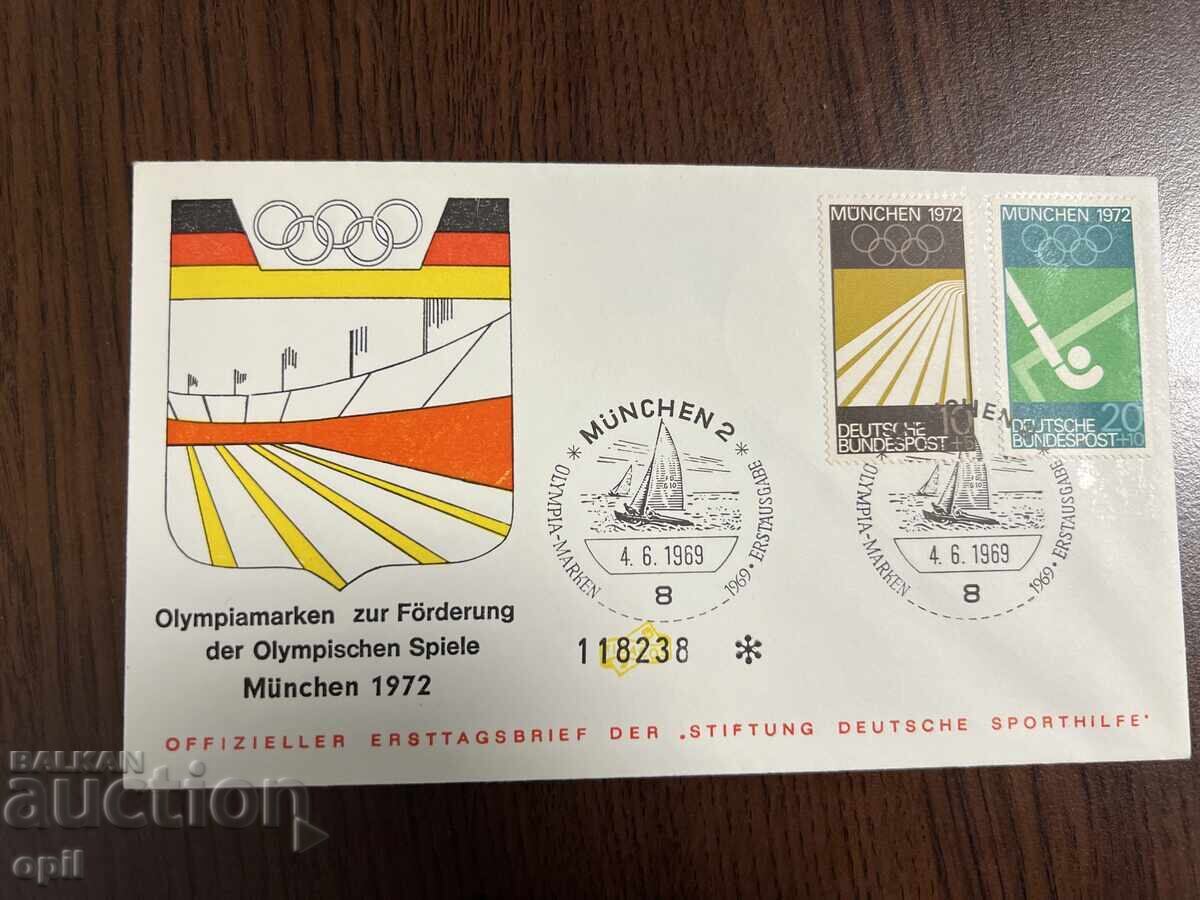 MÜNCHEN 1972
10
+5
DEUTSCHE
BUNDESPOST
MÜNCHEN 1972
20
+10
DEUTSCHE
BUNDESPOST
MÜNCHEN 2
OLYMPIA-MARKEN 1969 · ERSTAUSGABE
4.6.1969
8
OLYMPIA-MARKEN 1969 · ERSTAUSGABE
4.6.1969
8
Olympiamarken zur Förderung
der Olympischen Spiele
München 1972
118238 *
OFFIZIELLER ERSTTAGSBRIEF DER „STIFTUNG DEUTSCHE SPORTHILFE"
BALKAN
auction
opil